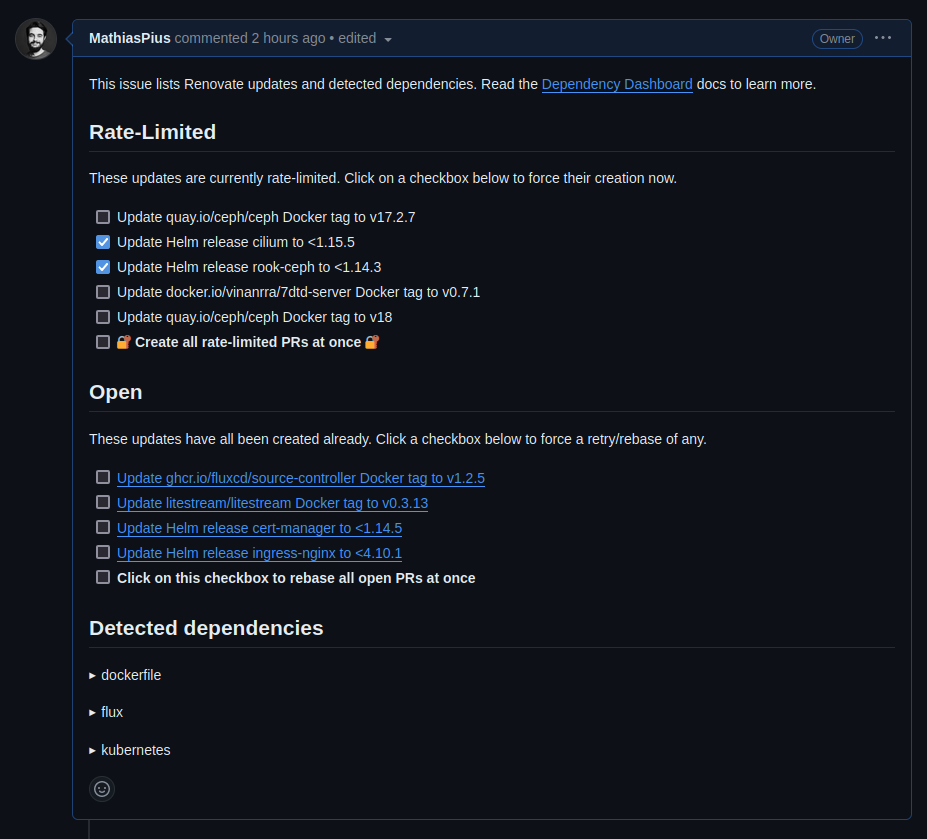 MathiasPius commented 2 hours ago • edited
Owner
This issue lists Renovate updates and detected dependencies. Read the Dependency Dashboard docs to learn more.
Rate-Limited
These updates are currently rate-limited. Click on a checkbox below to force their creation now.
Update quay.io/ceph/ceph Docker tag to v17.2.7
Update Helm release cilium to <1.15.5
Update Helm release rook-ceph to <1.14.3
Update docker.io/vinanrra/7dtd-server Docker tag to v0.7.1
Update quay.io/ceph/ceph Docker tag to v18
🔐 Create all rate-limited PRs at once 🔐
Open
These updates have all been created already. Click a checkbox below to force a retry/rebase of any.
Update ghcr.io/fluxcd/source-controller Docker tag to v1.2.5
Update litestream/litestream Docker tag to v0.3.13
Update Helm release cert-manager to <1.14.5
Update Helm release ingress-nginx to <4.10.1
Click on this checkbox to rebase all open PRs at once
Detected dependencies
dockerfile
flux
kubernetes